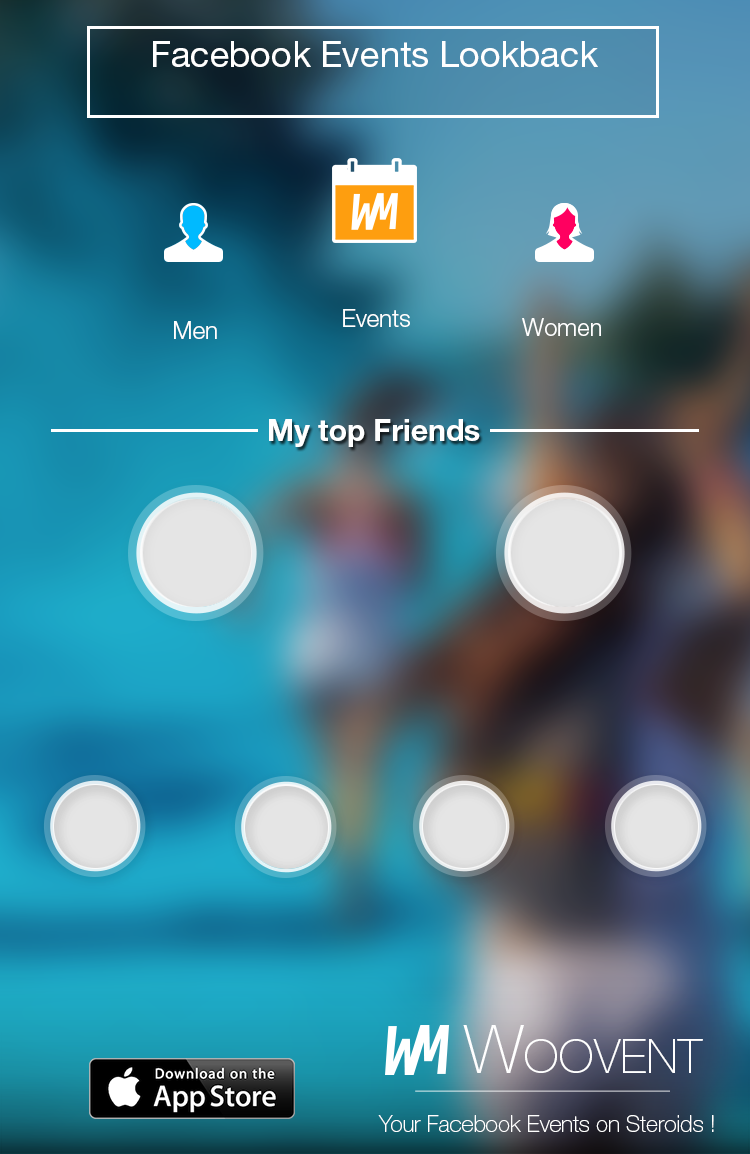 Facebook Events Lookback
WM
Men
Events
Women
My top Friends
WM WOOVENT
Download on the
App Store
Your Facebook Events on Steroids !